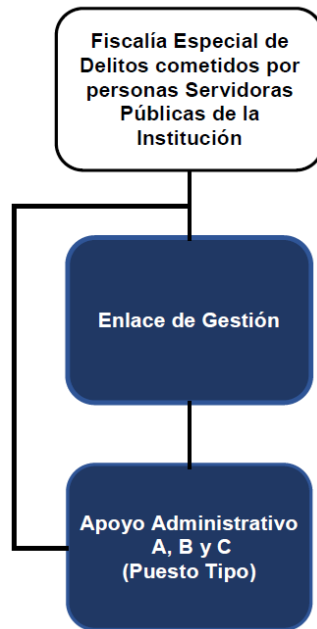 Fiscalía Especial de
Delitos cometidos por
personas Servidoras
Públicas de la
Institución
Enlace de Gestión
Apoyo Administrativo
A, B y C
(Puesto Tipo)